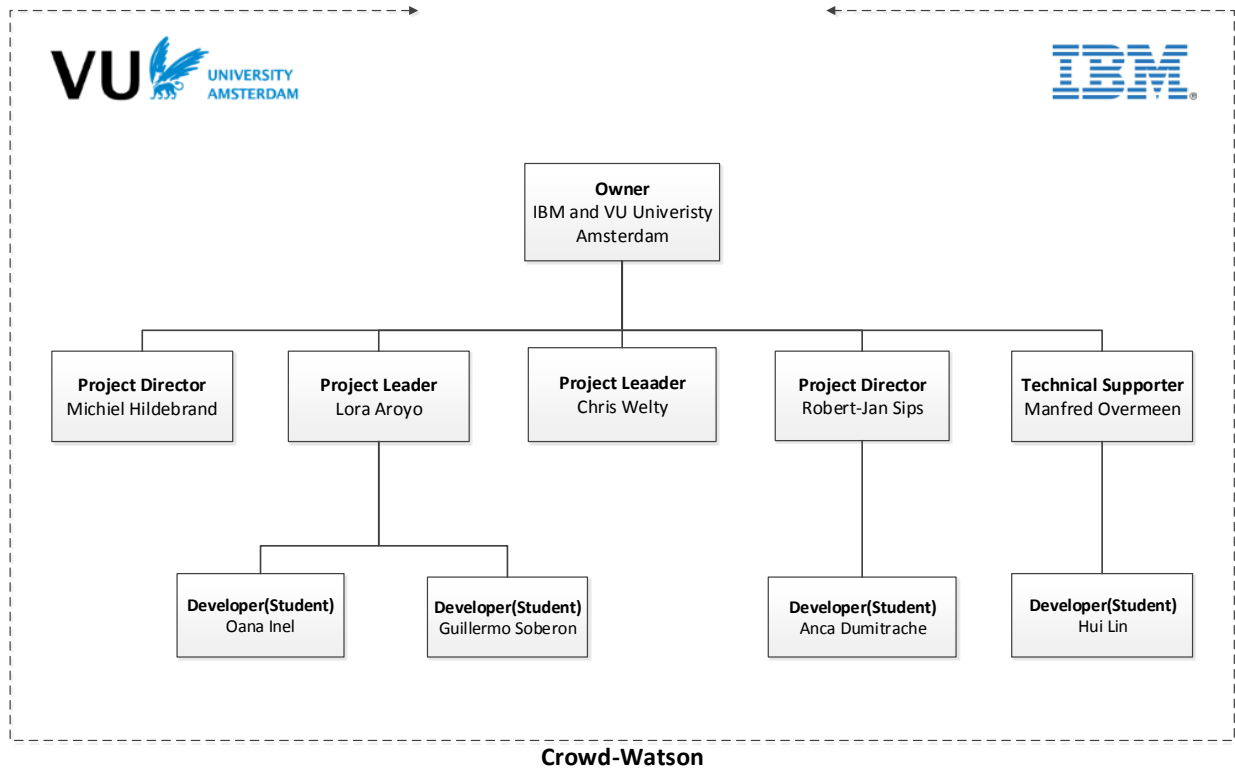 VU UNIVERSITY
AMSTERDAM
IBM®
Owner
IBM and VU Univeristy
Amsterdam
Project Director
Michiel Hildebrand
Project Leader
Lora Aroyo
Project Leaader
Chris Welty
Project Director
Robert-Jan Sips
Technical Supporter
Manfred Overmeen
Developer(Student)
Oana Inel
Developer(Student)
Guillermo Soberon
Developer(Student)
Anca Dumitrache
Developer(Student)
Hui Lin
Crowd-Watson